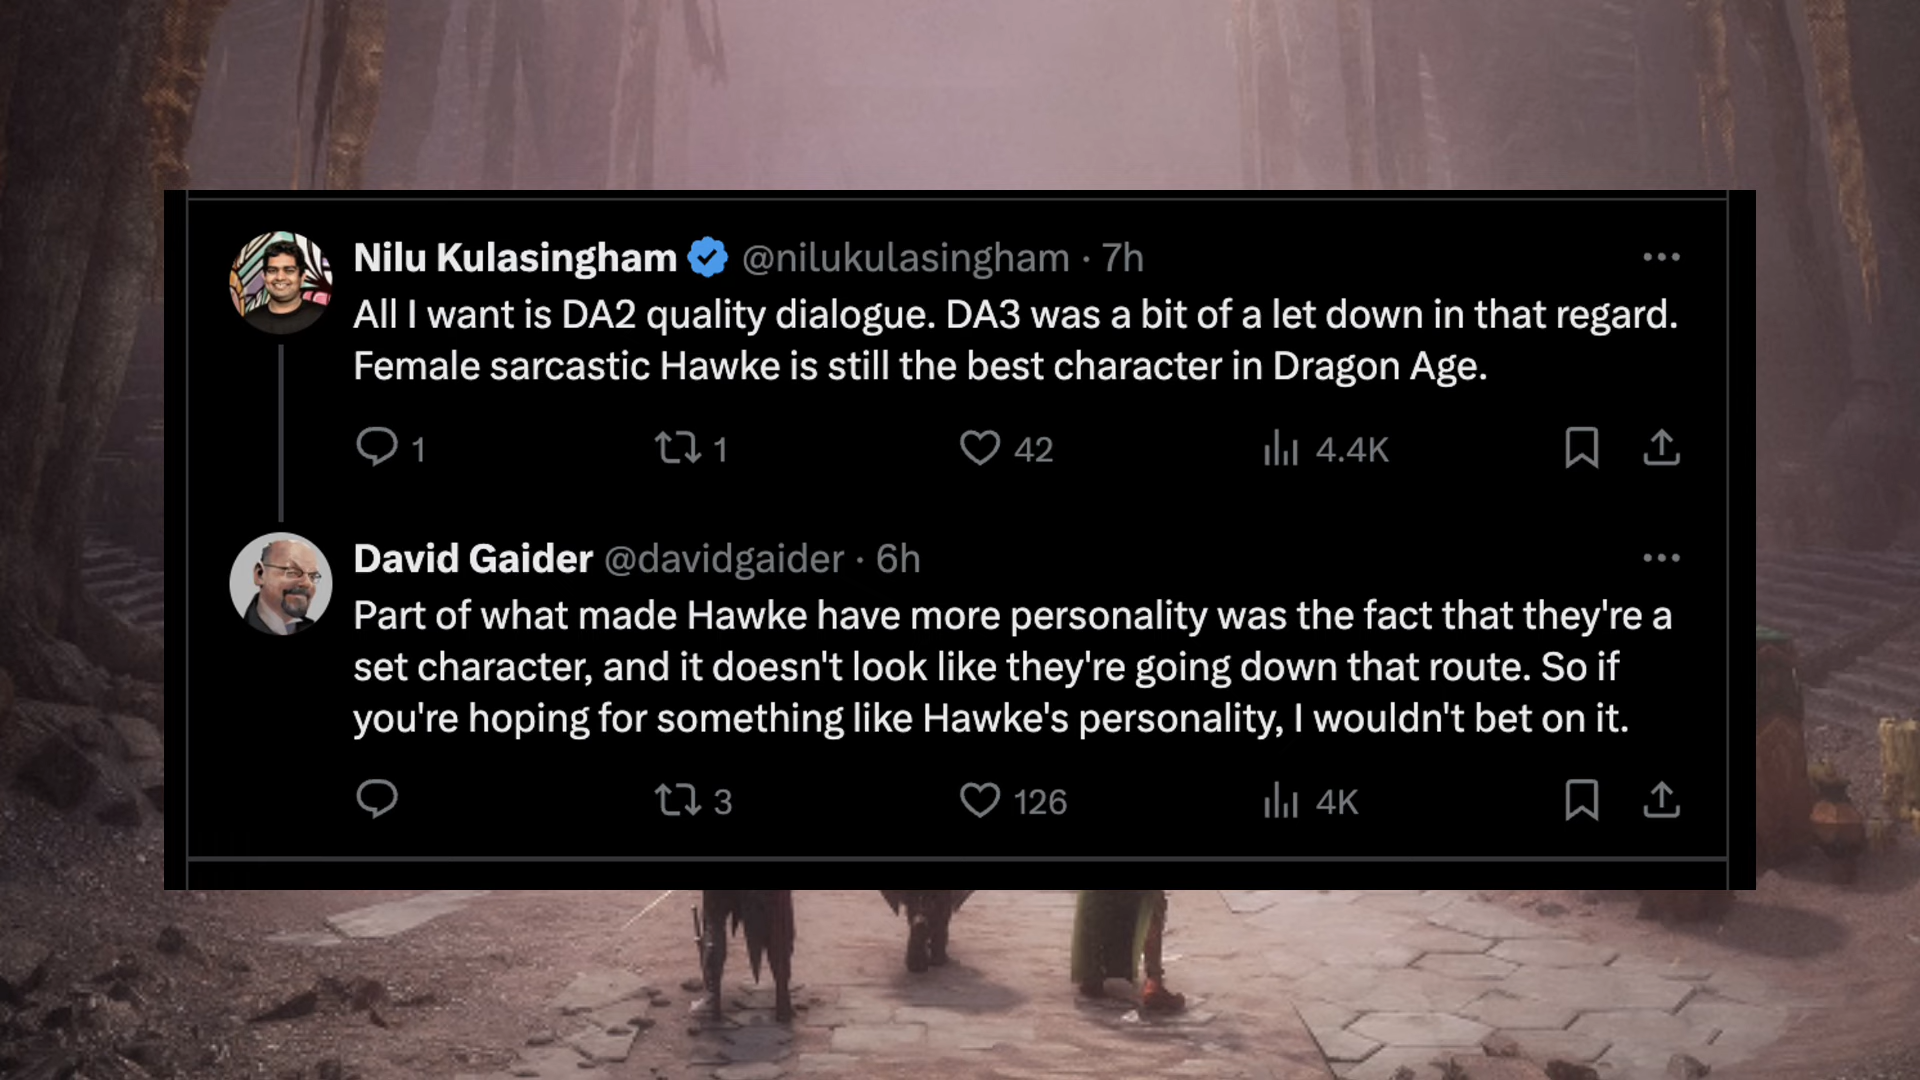 Nilu Kulasingham @nilukulasingham · 7h
All I want is DA2 quality dialogue. DA3 was a bit of a let down in that regard.
Female sarcastic Hawke is still the best character in Dragon Age.
1 1 42 4.4K
David Gaider @davidgaider · 6h
Part of what made Hawke have more personality was the fact that they're a
set character, and it doesn't look like they're going down that route. So if
you're hoping for something like Hawke's personality, I wouldn't bet on it.
3 126 4K